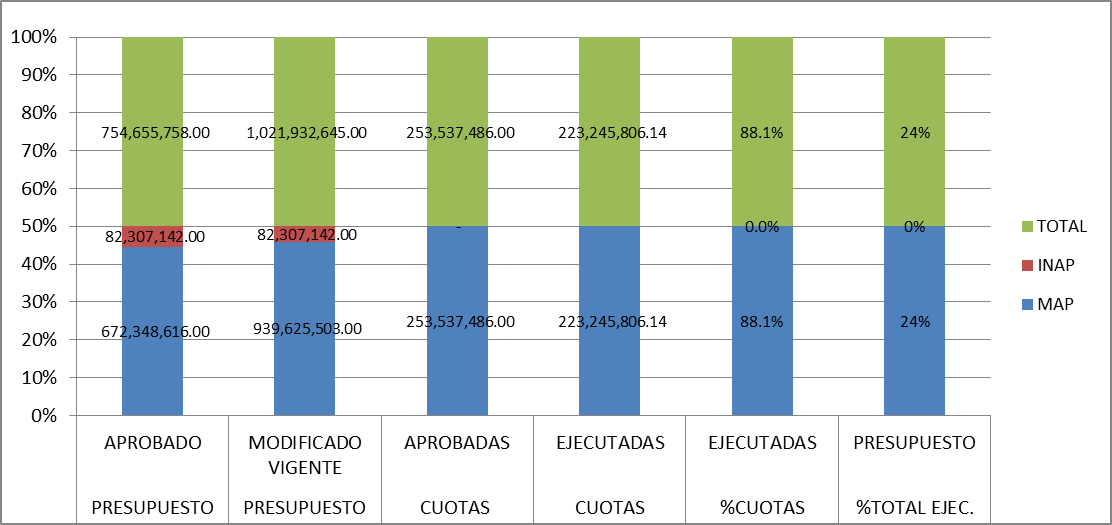 100%
90%
80%
70%
60%
50%
40%
30%
20%
10%
0%
754,655,758.00
1,021,932,645.00
253,537,486.00
223,245,806.14
88.1%
24%
82,307,142.00
82,307,142.00
-
0.0%
0%
672,348,616.00
939,625,503.00
253,537,486.00
223,245,806.14
88.1%
24%
TOTAL
INAP
MAP
APROBADO
MODIFICADO
VIGENTE
APROBADAS
EJECUTADAS
EJECUTADAS
PRESUPUESTO
PRESUPUESTO
PRESUPUESTO
CUOTAS
CUOTAS
%CUOTAS
%TOTAL EJEC.